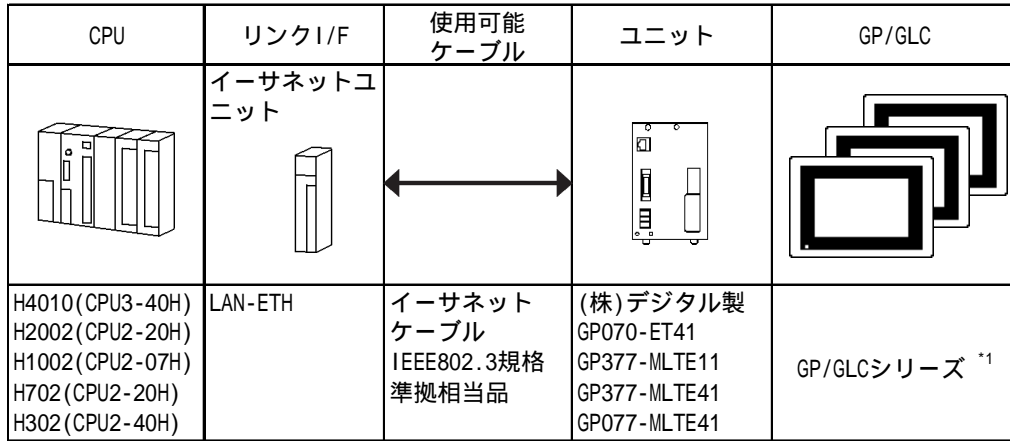 CPU
リンクI/F
使用可能
ケーブル
ユニット
GP/GLC
イーサネットユ
ニット
H4010(CPU3-40H)
H2002(CPU2-20H)
H1002(CPU2-07H)
H702(CPU2-20H)
H302(CPU2-40H)
LAN-ETH
イーサネット
ケーブル
IEEE802.3規格
準拠相当品
(株)デジタル製
GP070-ET41
GP377-MLTE11
GP377-MLTE41
GP077-MLTE41
GP/GLCシリーズ *1